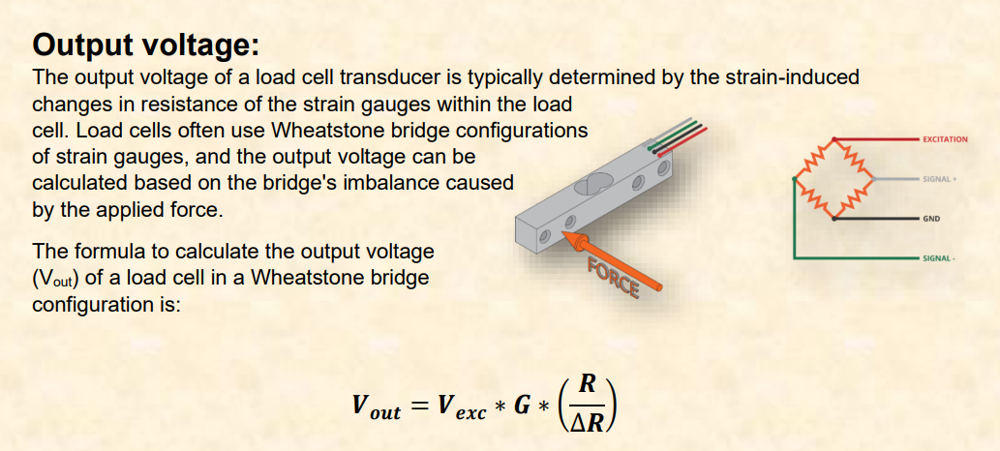 Output voltage:
The output voltage of a load cell transducer is typically determined by the strain-induced
changes in resistance of the strain gauges within the load
cell. Load cells often use Wheatstone bridge configurations
of strain gauges, and the output voltage can be
calculated based on the bridge's imbalance caused
by the applied force.
The formula to calculate the output voltage
(Vout) of a load cell in a Wheatstone bridge
configuration is:
FORCE
EXCITATION
SIGNAL +
GND
SIGNAL -
Vout = Vexc * G * (R/ΔR)